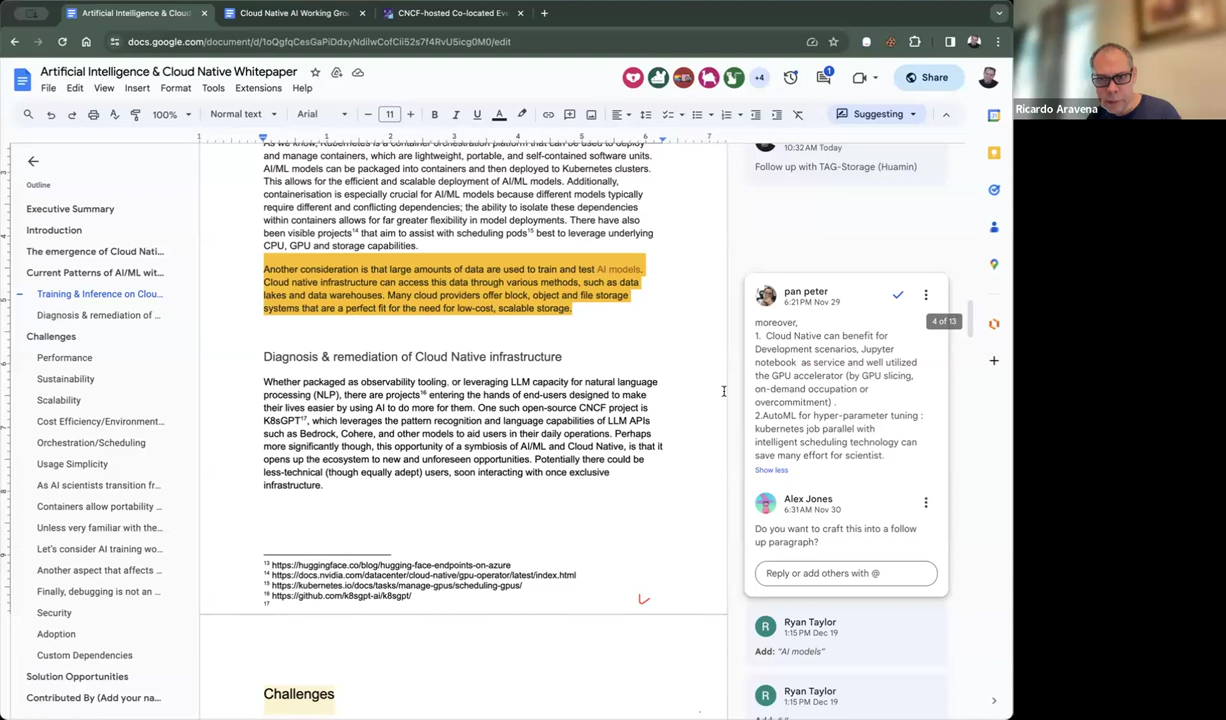 Artificial Intelligence & Cloud
Cloud Native AI Working Gro
CNCF-hosted Co-located Eve
docs.google.com/document/d/1oQgfqCesGaPiDdxyNdilwCofCii52s7f4RvU5icg0M0/edit
Artificial Intelligence & Cloud Native Whitepaper
File Edit View Insert Format Tools Extensions Help
+4
1
Share
100%
Normal text
Arial
11
Suggesting
1 1 2 3 4 5 6 7
Outline
Executive Summary
Introduction
The emergence of Cloud Nati...
Current Patterns of AI/ML wit...
Training & Inference on Clou...
Diagnosis & remediation of ...
Challenges
Performance
Sustainability
Scalability
Cost Efficiency/Environment...
Orchestration/Scheduling
Usage Simplicity
As AI scientists transition fr...
Containers allow portability ...
Unless very familiar with the...
Let's consider AI training wo...
Another aspect that affects ...
Finally, debugging is not an ...
Security
Adoption
Custom Dependencies
Solution Opportunities
Contributed By (Add your na...
As we know, Kubernetes is a container orchestration platform that can be used to deploy
and manage containers, which are lightweight, portable, and self-contained software units.
AI/ML models can be packaged into containers and then deployed to Kubernetes clusters.
This allows for the efficient and scalable deployment of AI/ML models. Additionally,
containerisation is especially crucial for AI/ML models because different models typically
require different and conflicting dependencies; the ability to isolate these dependencies
within containers allows for far greater flexibility in model deployments. There have also
been visible projects14 that aim to assist with scheduling pods15 best to leverage underlying
CPU, GPU and storage capabilities.
Another consideration is that large amounts of data are used to train and test AI models.
Cloud native infrastructure can access this data through various methods, such as data
lakes and data warehouses. Many cloud providers offer block, object and file storage
systems that are a perfect fit for the need for low-cost, scalable storage.
Diagnosis & remediation of Cloud Native infrastructure
Whether packaged as observability tooling, or leveraging LLM capacity for natural language
processing (NLP), there are projects16 entering the hands of end-users designed to make
their lives easier by using AI to do more for them. One such open-source CNCF project is
K8sGPT17, which leverages the pattern recognition and language capabilities of LLM APIs
such as Bedrock, Cohere, and other models to aid users in their daily operations. Perhaps
more significantly though, this opportunity of a symbiosis of AI/ML and Cloud Native, is that it
opens up the ecosystem to new and unforeseen opportunities. Potentially there could be
less-technical (though equally adept) users, soon interacting with once exclusive
infrastructure.
13 https://huggingface.co/blog/hugging-face-endpoints-on-azure
14 https://docs.nvidia.com/datacenter/cloud-native/gpu-operator/latest/index.html
15 https://kubernetes.io/docs/tasks/manage-gpus/scheduling-gpus/
16 https://github.com/k8sgpt-ai/k8sgpt/
17
Challenges
10:32 AM Today
Follow up with TAG-Storage (Huamin)
pan peter
6:21 PM Nov 29
4 of 13
moreover,
1. Cloud Native can benefit for
Development scenarios, Jupyter
notebook as service and well utilized
the GPU accelerator (by GPU slicing,
on-demand occupation or
overcommitment) .
2.AutoML for hyper-parameter tuning :
kubernetes job parallel with
intelligent scheduling technology can
save many effort for scientist.
Show less
Alex Jones
6:31 AM Nov 30
Do you want to craft this into a follow
up paragraph?
Reply or add others with @
Ryan Taylor
1:15 PM Dec 19
Add: "AI models"
Ryan Taylor
1:15 PM Dec 19
Ricardo Aravena